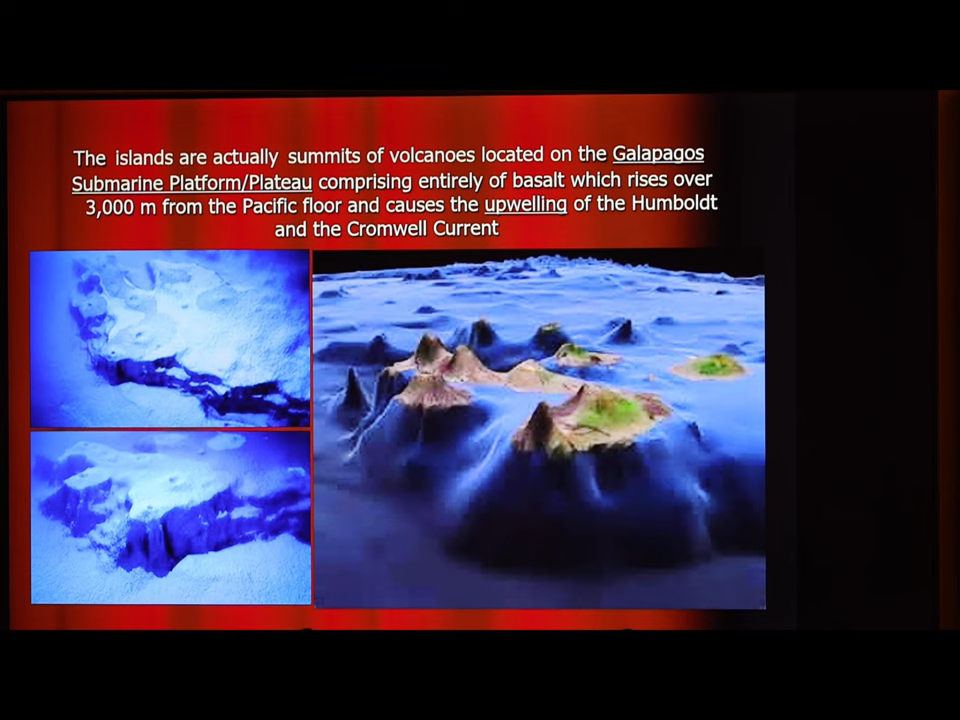 The islands are actually summits of volcanoes located on the Galapagos
Submarine Platform/Plateau comprising entirely of basalt which rises over
3,000 m from the Pacific floor and causes the upwelling of the Humboldt
and the Cromwell Current